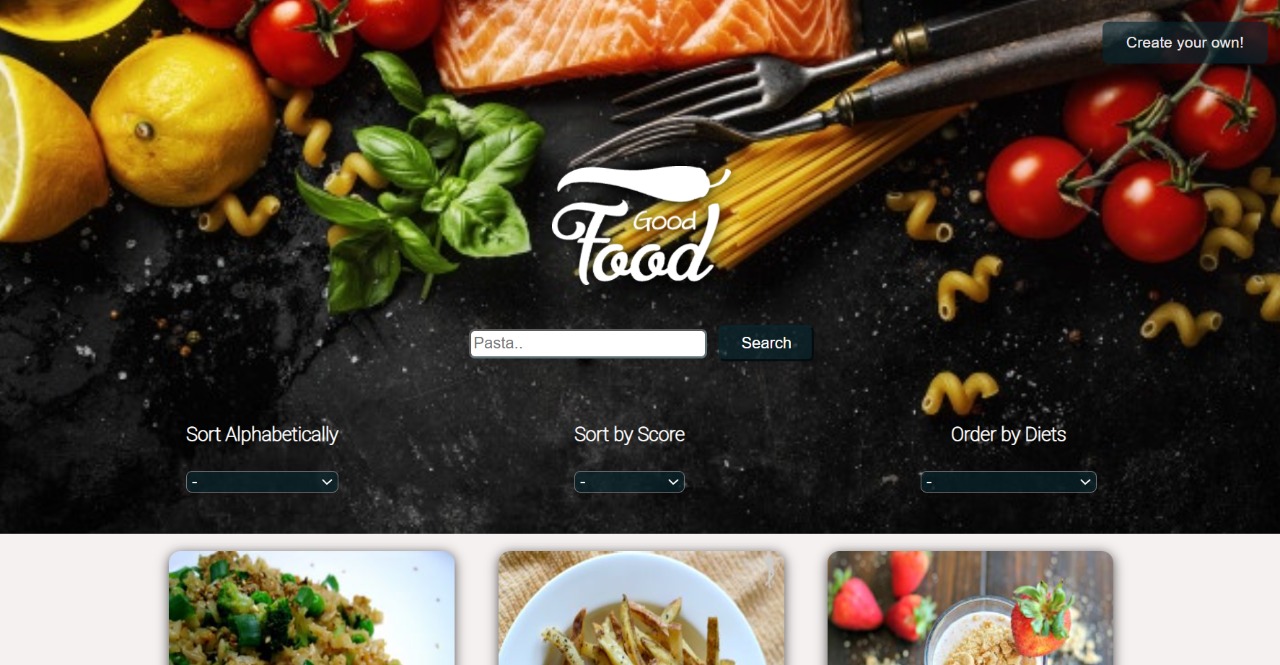 Create your own!
Good
Food
Pasta..
Search
Sort Alphabetically
Sort by Score
Order by Diets
-
-
-